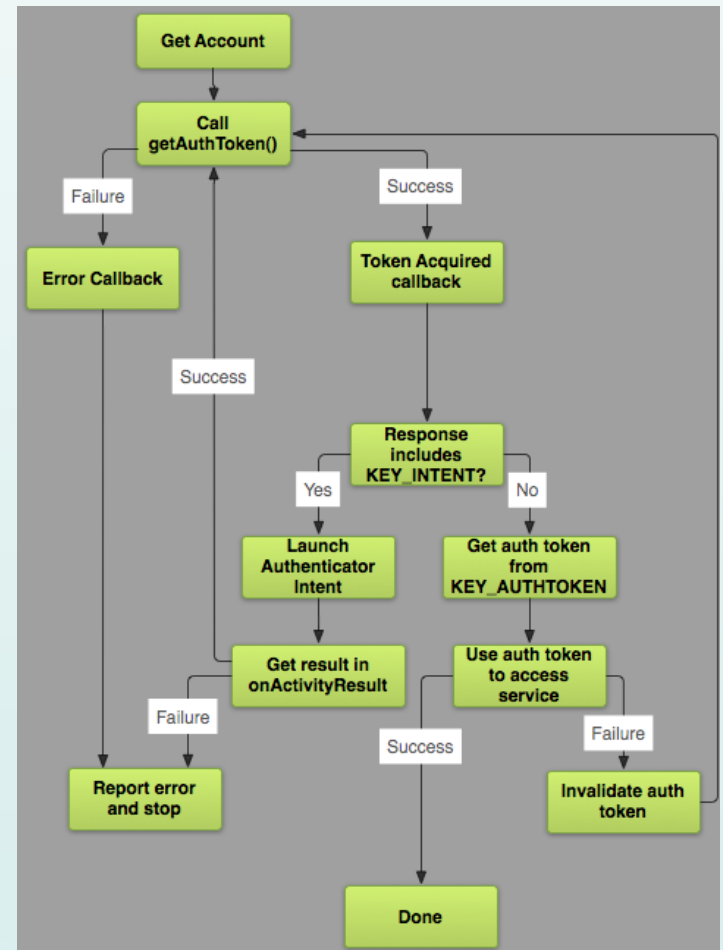 Get Account
Call
getAuthToken()
Failure
Success
Error Callback
Token Acquired
callback
Success
Response
includes
KEY_INTENT?
Yes
No
Launch
Authenticator
Intent
Get auth token
from
KEY_AUTHTOKEN
Get result in
onActivityResult
Use auth token
to access
service
Failure
Success
Failure
Report error
and stop
Invalidate auth
token
Done